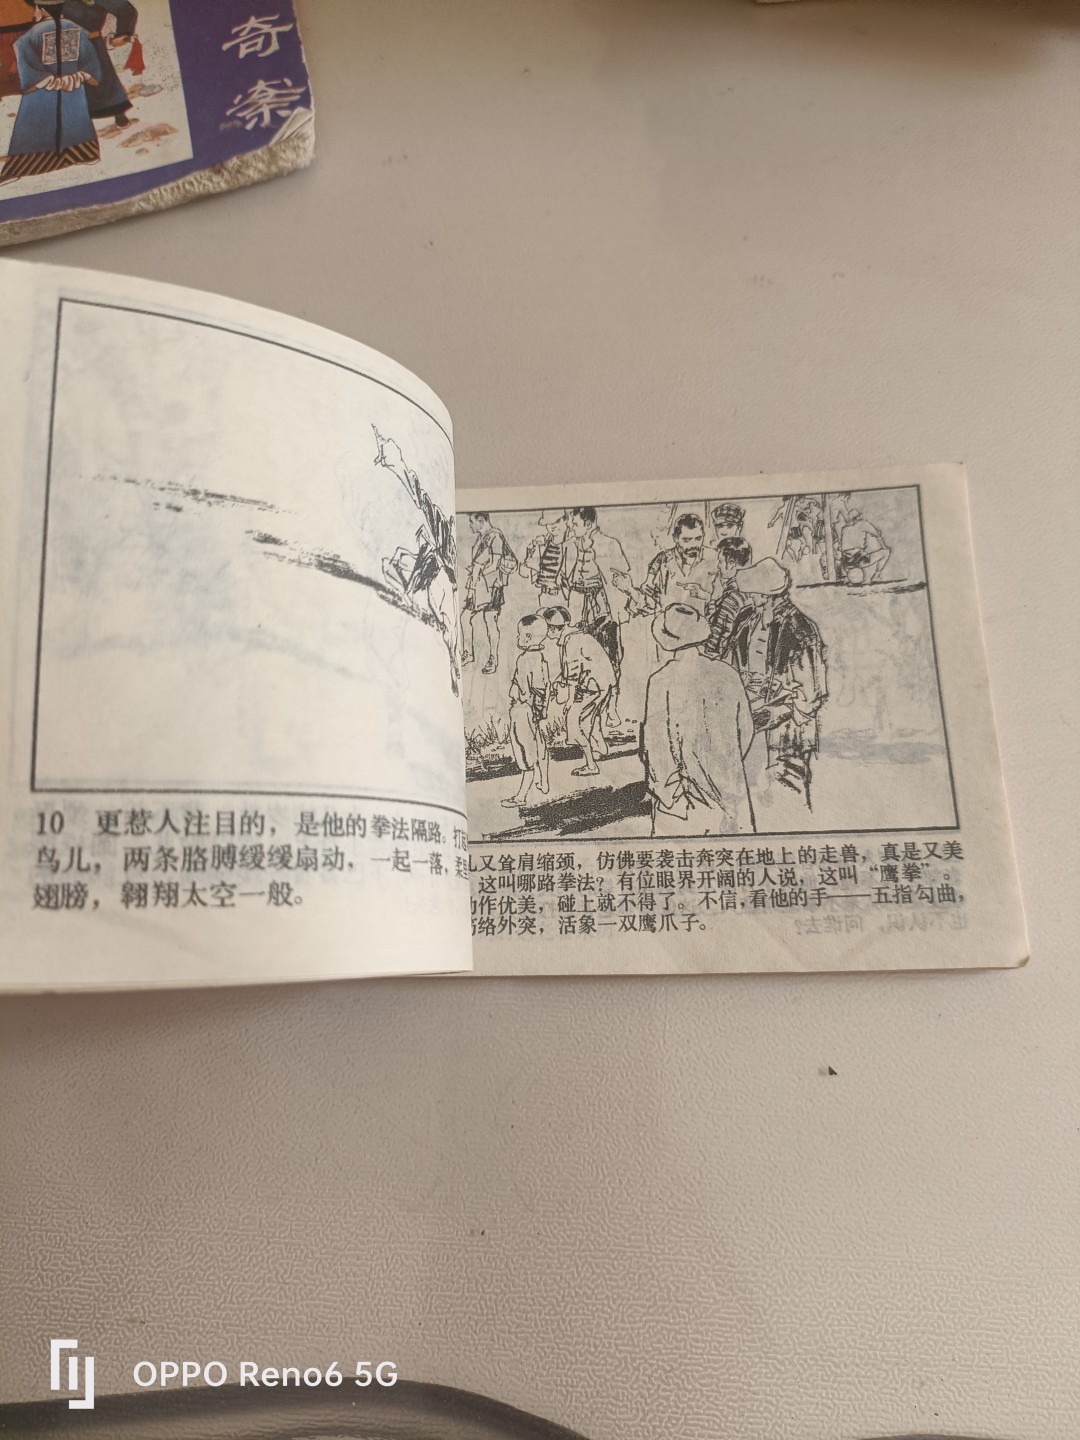 奇
案
10 更惹人注目的，是他的拳法隔路。打
鸟儿，两条胳膊缓缓扇动，一起一落，柔
翅膀，翱翔太空一般。
又耸肩缩颈，仿佛要袭击奔突在地上的走兽，真是又美
这叫哪路拳法？有位眼界开阔的人说，这叫“鹰拳”。
作优美，碰上就不得了。不信，看他的手——五指勾曲，
络外突，活象一双鹰爪子。
OPPO Reno6 5G